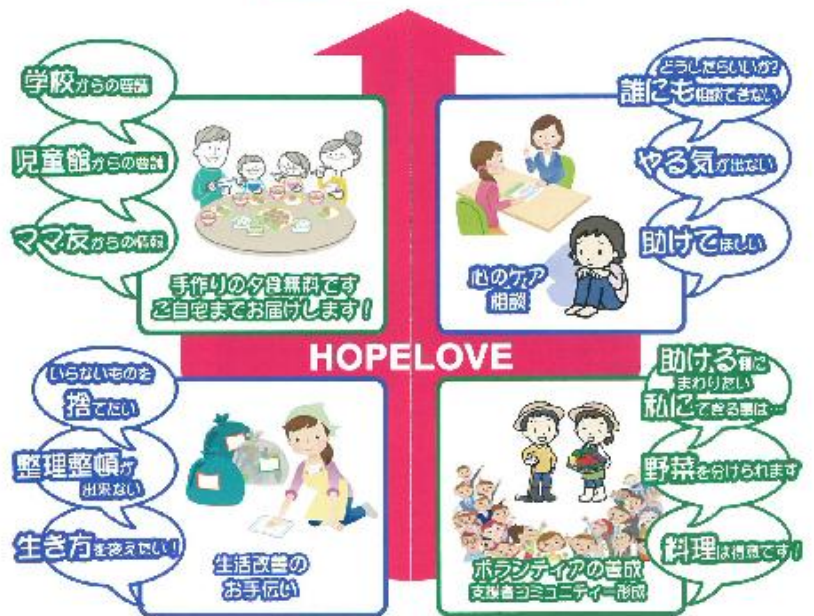 学校からの要請
児童館からの要請
ママ友からの情報
手作りの夕食無料です
ご自宅までお届けします！
どうしたらいいか？
誰にも相談できない
やる気が出ない
助けてほしい
心のケア
相談
HOPELOVE
いらないものを
捨てたい
整理整頓が
出来ない
生き方を変えたい！
生活改善の
お手伝い
助ける側に
まわりたい
私にできる事は…
野菜を分けられます
料理は得意です！
ボランティアの養成
支援者コミュニティー形成